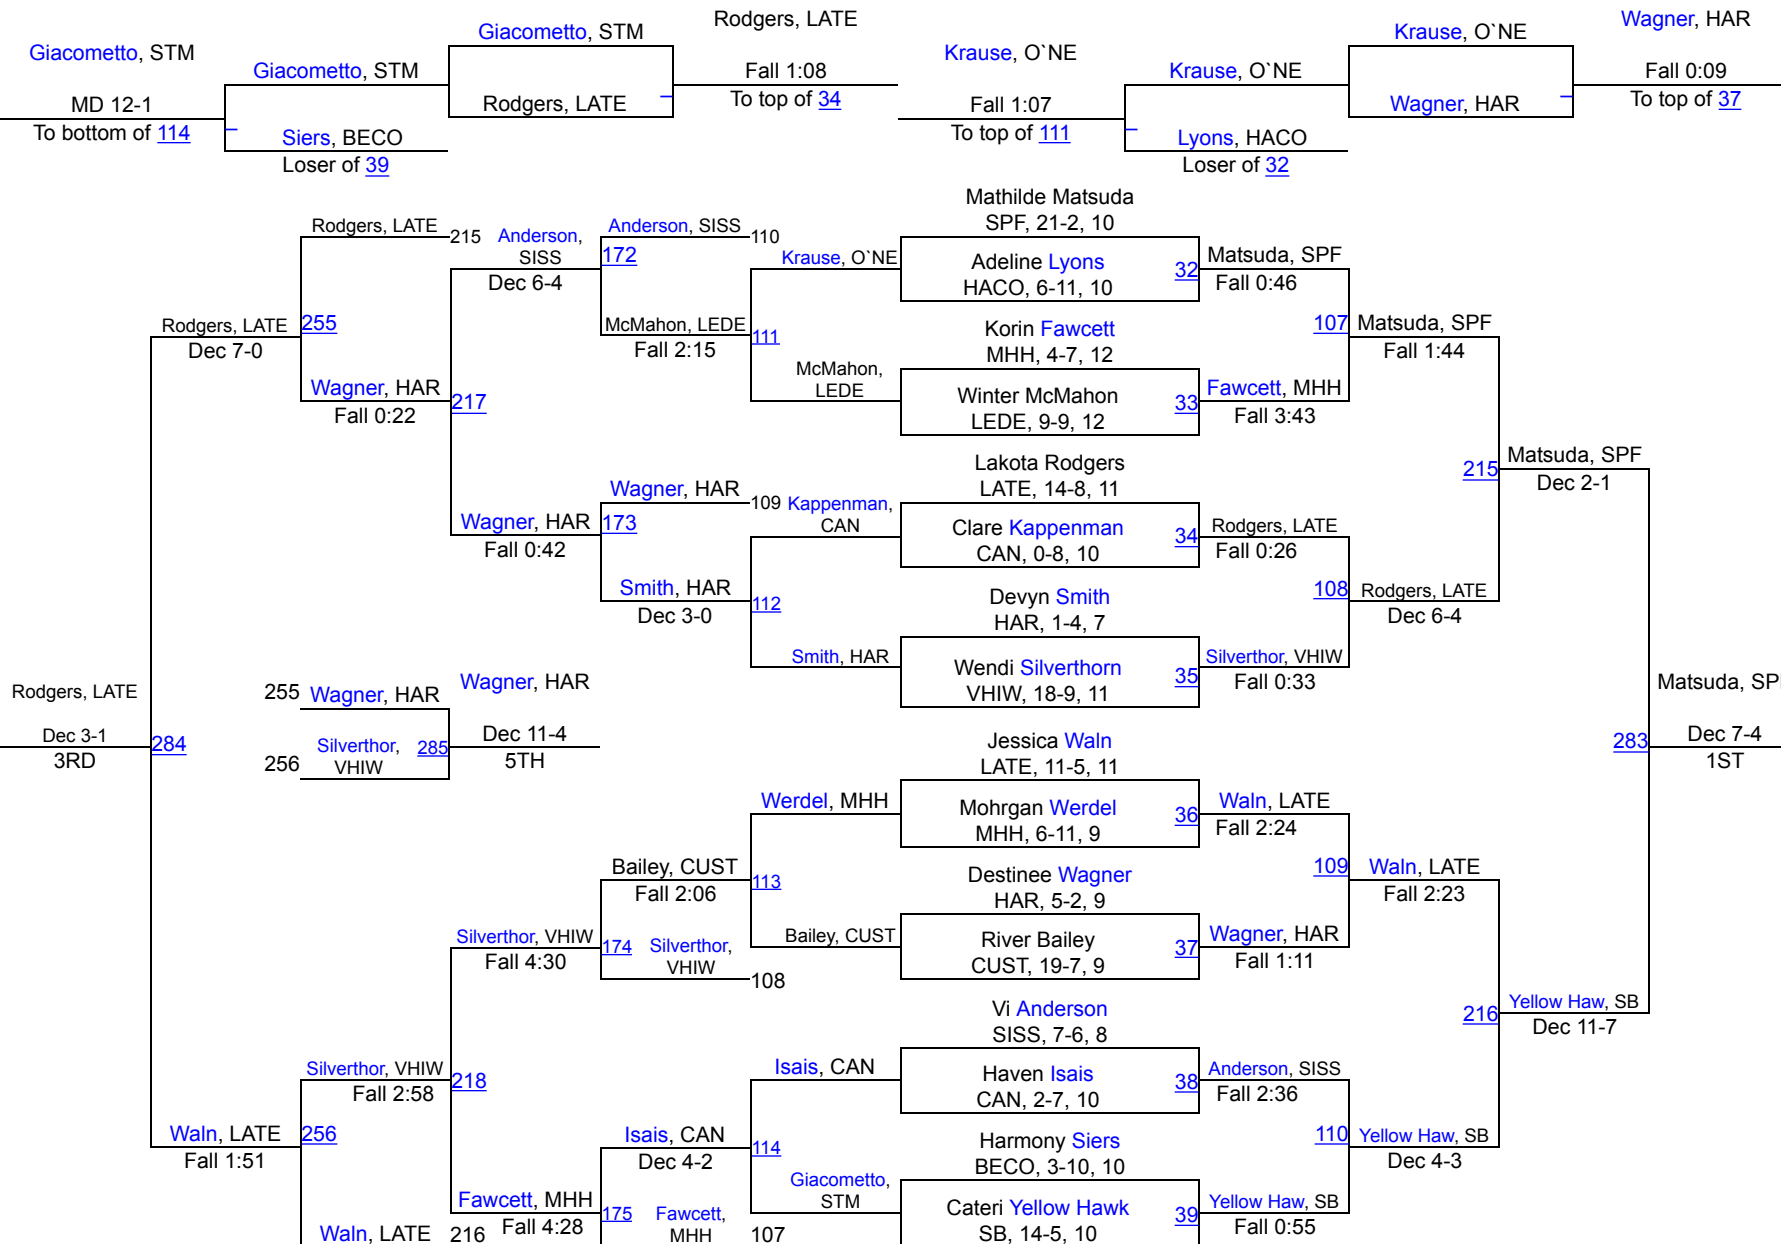 Giacometto, STM
MD 12-1
To bottom of 114
Giacometto, STM
Siers, BECO
Loser of 39
Giacometto, STM
Rodgers, LATE
Rodgers, LATE
Fall 1:08
To top of 34
Krause, O`NE
Fall 1:07
To top of 111
Krause, O`NE
Lyons, HACO
Loser of 32
Krause, O`NE
Wagner, HAR
Wagner, HAR
Fall 0:09
To top of 37
Mathilde Matsuda
SPF, 21-2, 10
Adeline Lyons
HACO, 6-11, 10
32
Korin Fawcett
MHH, 4-7, 12
Winter McMahon
LEDE, 9-9, 12
33
Lakota Rodgers
LATE, 14-8, 11
Clare Kappenman
CAN, 0-8, 10
34
Devyn Smith
HAR, 1-4, 7
Wendi Silverthorn
VHIW, 18-9, 11
35
Jessica Waln
LATE, 11-5, 11
Mohrgan Werdel
MHH, 6-11, 9
36
Destinee Wagner
HAR, 5-2, 9
River Bailey
CUST, 19-7, 9
37
Vi Anderson
SISS, 7-6, 8
Haven Isais
CAN, 2-7, 10
38
Harmony Siers
BECO, 3-10, 10
Cateri Yellow Hawk
SB, 14-5, 10
39
Matsuda, SPF
Fall 0:46
107
Fawcett, MHH
Fall 3:43
Rodgers, LATE
Fall 0:26
108
Silverthor, VHIW
Fall 0:33
Waln, LATE
Fall 2:24
109
Wagner, HAR
Fall 1:11
Anderson, SISS
Fall 2:36
110
Yellow Haw, SB
Fall 0:55
Matsuda, SPF
Fall 1:44
215
Rodgers, LATE
Dec 6-4
Waln, LATE
Fall 2:23
216
Yellow Haw, SB
Dec 4-3
Matsuda, SPF
Dec 2-1
283
Yellow Haw, SB
Dec 11-7
Matsuda, SP
Dec 7-4
1ST
Krause, O`NE
111
McMahon,
LEDE
Kappenman,
CAN
112
Smith, HAR
Werdel, MHH
113
Bailey, CUST
Isais, CAN
114
Giacometto,
STM
Anderson, SISS
110
172
McMahon, LEDE
Fall 2:15
Wagner, HAR
109
173
Smith, HAR
Dec 3-0
Bailey, CUST
Fall 2:06
174
Silverthor,
VHIW
108
Isais, CAN
Dec 4-2
175
Fawcett,
MHH
107
Anderson,
SISS
Dec 6-4
217
Wagner, HAR
Fall 0:42
Silverthor, VHIW
Fall 4:30
218
Fawcett, MHH
Fall 4:28
Rodgers, LATE
215
255
Wagner, HAR
Fall 0:22
Silverthor, VHIW
Fall 2:58
256
Waln, LATE
216
Rodgers, LATE
Dec 7-0
284
Waln, LATE
Fall 1:51
Rodgers, LATE
Dec 3-1
3RD
255
Wagner, HAR
256
Silverthor,
VHIW
285
Wagner, HAR
Dec 11-4
5TH